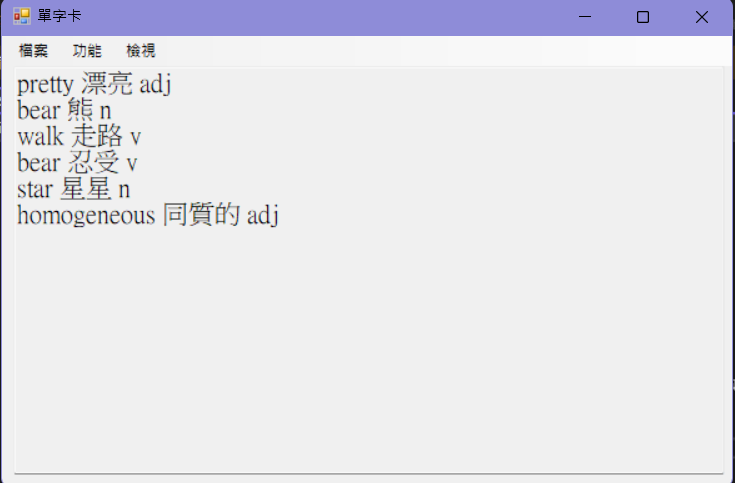 單字卡
檔案 功能 檢視
pretty 漂亮 adj
bear 熊 n
walk 走路 v
bear 忍受 v
star 星星 n
homogeneous 同質的 adj